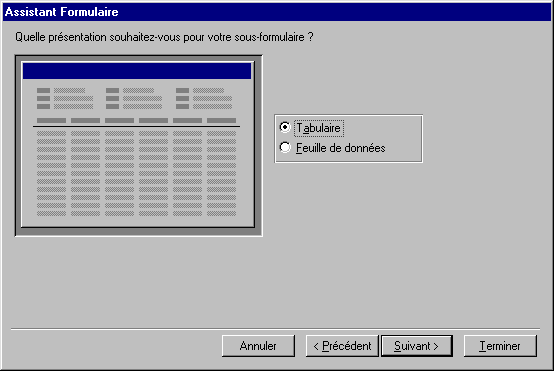 Assistant Formulaire
Quelle présentation souhaitez-vous pour votre sous-formulaire ?
Tabulaire
Feuille de données
Annuler
< Précédent
Suivant >
Terminer